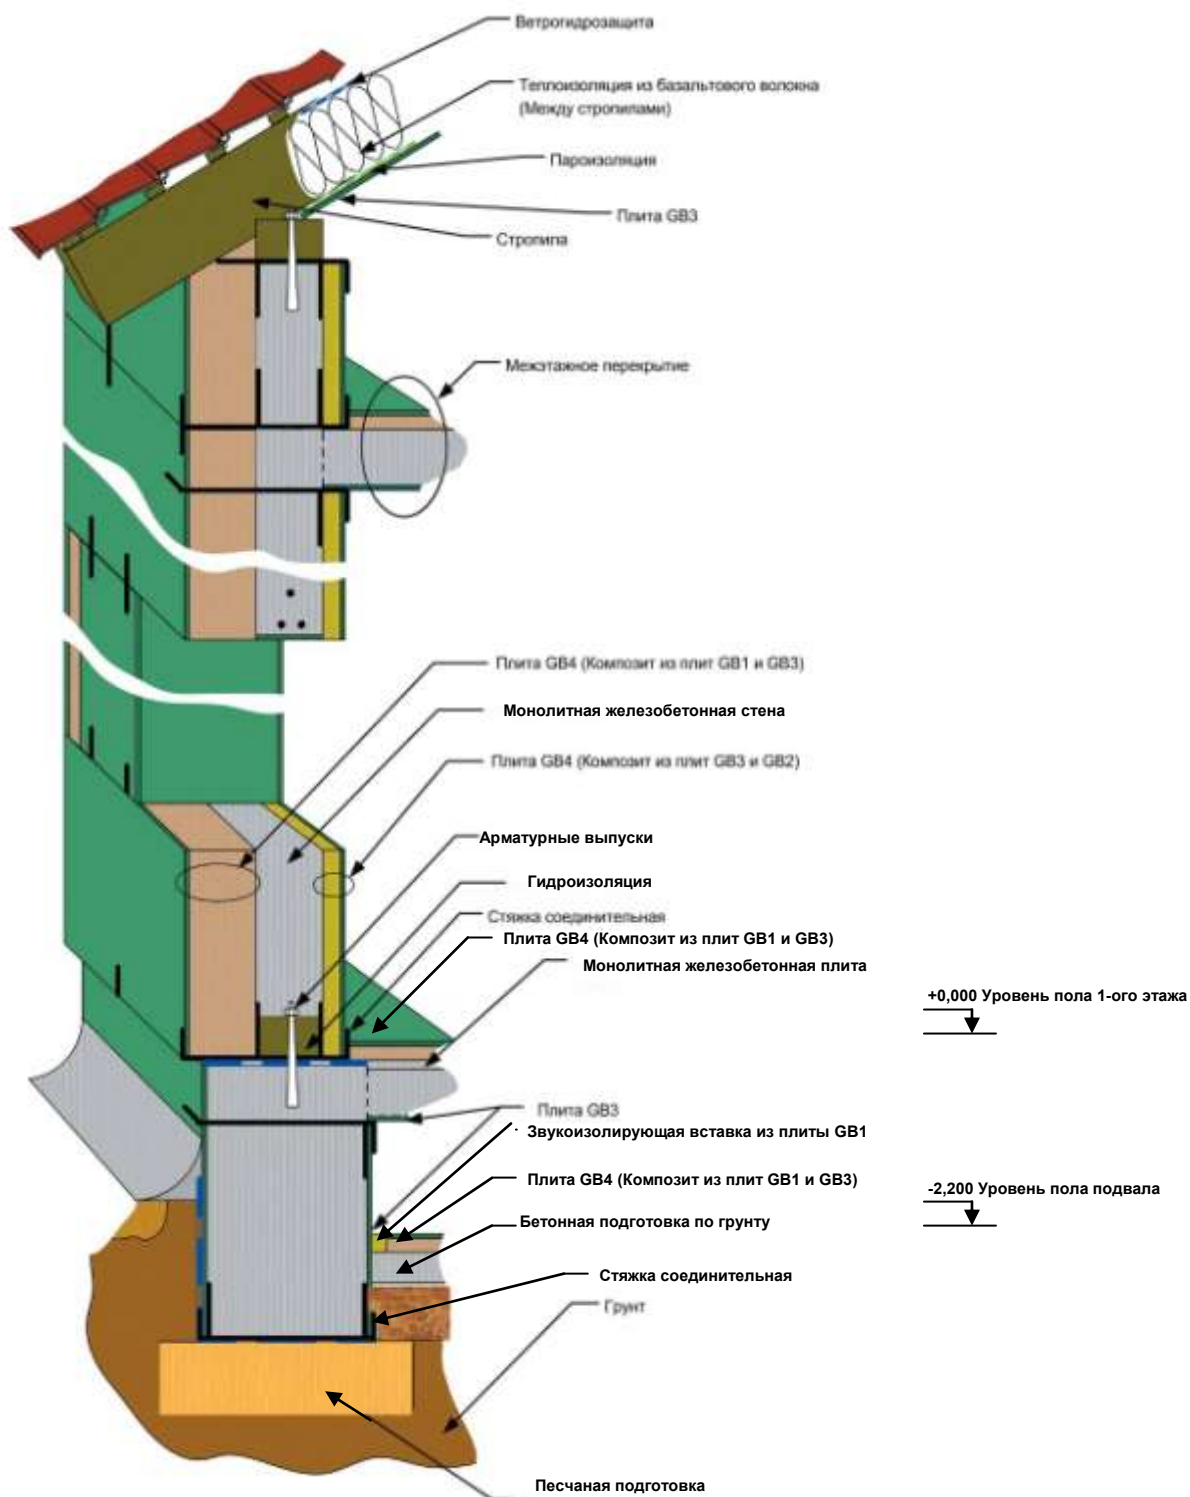 Ветрогидрозащита
Теплоизоляция из базальтового волокна
(Между стропилами)
Пароизоляция
Плита GB3
Стропила
Межэтажное перекрытие
Плита GB4 (Композит из плит GB1 и GB3)
Монолитная железобетонная стена
Плита GB4 (Композит из плит GB3 и GB2)
Арматурные выпуски
Гидроизоляция
Стяжка соединительная
Плита GB4 (Композит из плит GB1 и GB3)
Монолитная железобетонная плита
+0,000 Уровень пола 1-ого этажа
Плита GB3
Звукоизолирующая вставка из плиты GB1
Плита GB4 (Композит из плит GB1 и GB3)
-2,200 Уровень пола подвала
Бетонная подготовка по грунту
Стяжка соединительная
Грунт
Песчаная подготовка